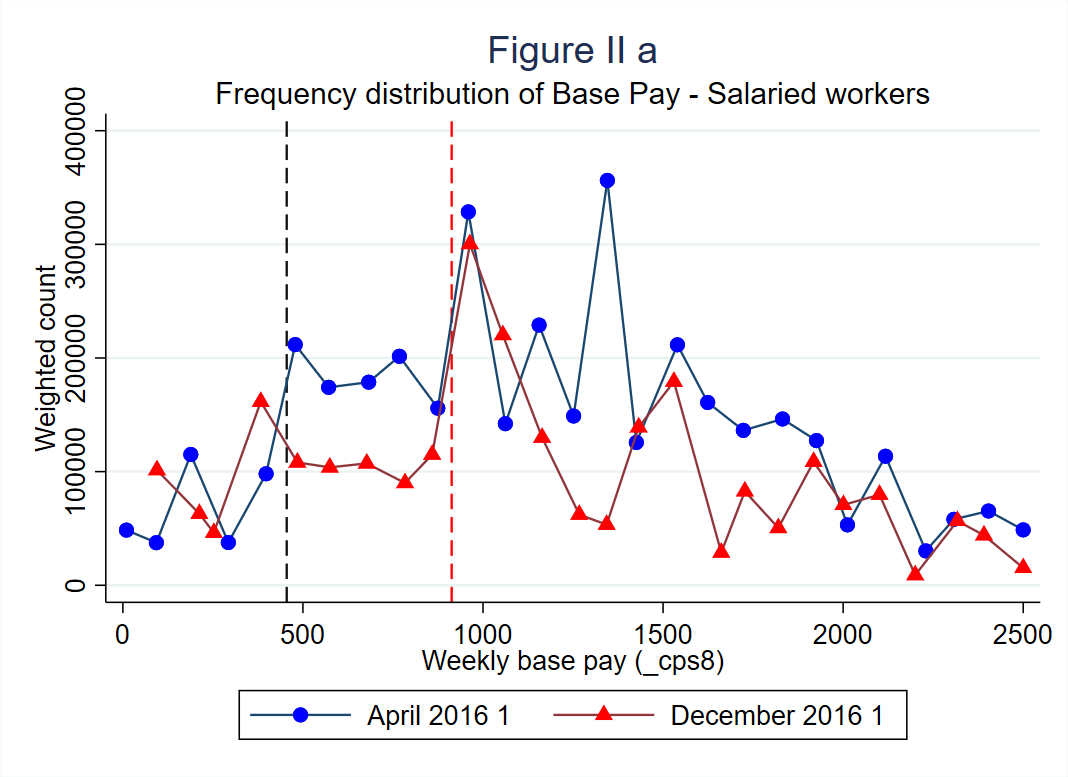 Figure II a
Frequency distribution of Base Pay - Salaried workers
Weighted count
400000
300000
200000
100000
0
0 500 1000 1500 2000 2500
Weekly base pay (_cps8)
April 2016 1 December 2016 1